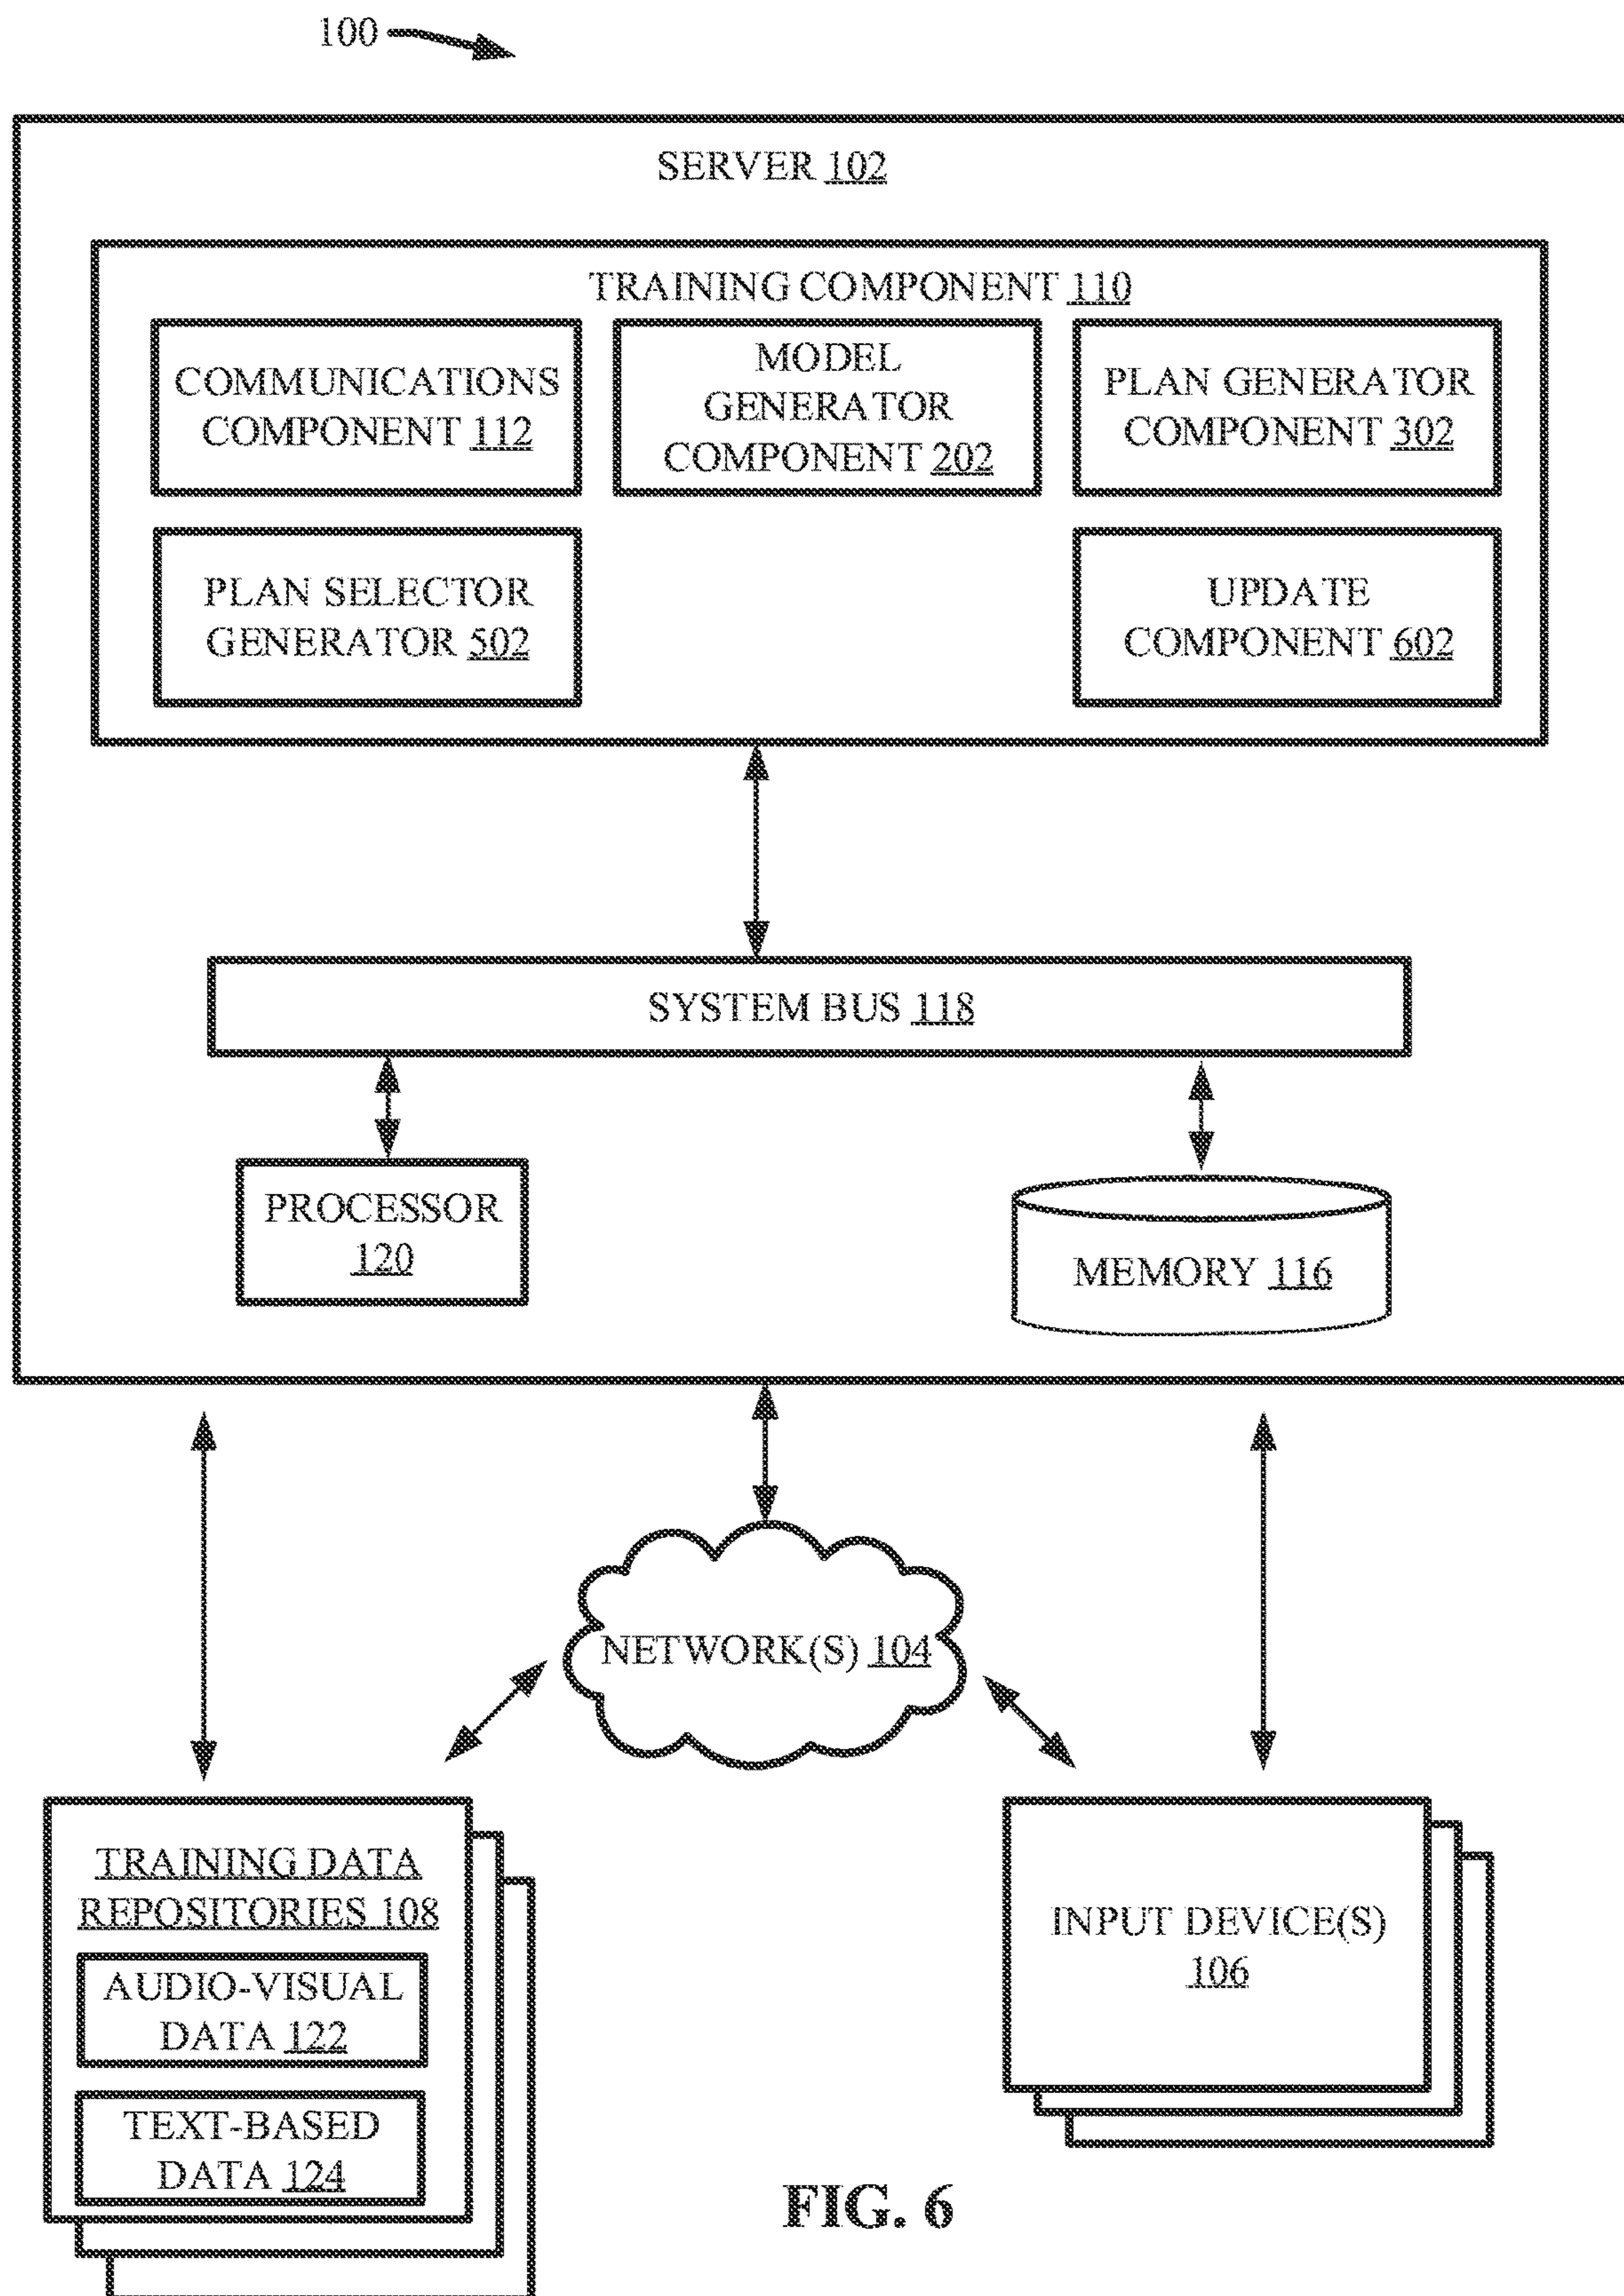 100
SERVER 102
TRAINING COMPONENT 110
COMMUNICATIONS
COMPONENT 112
MODEL
GENERATOR
COMPONENT 202
PLAN GENERATOR
COMPONENT 302
PLAN SELECTOR
GENERATOR 502
UPDATE
COMPONENT 602
SYSTEM BUS 118
PROCESSOR
120
MEMORY 116
NETWORK(S) 104
TRAINING DATA
REPOSITORIES 108
AUDIO-VISUAL
DATA 122
TEXT-BASED
DATA 124
INPUT DEVICE(S)
106
FIG. 6